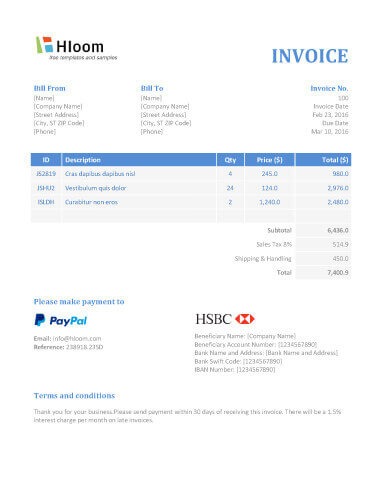 Hloom
free templates and samples
INVOICE
Bill From
[Name]
[Company Name]
[Street Address]
[City, ST ZIP Code]
[Phone]
Bill To
[Name]
[Company Name]
[Street Address]
[City, ST ZIP Code]
[Phone]
Invoice No.
100
Invoice Date
Feb 23, 2016
Due Date
Mar 10, 2016
ID Description Qty Price ($) Total ($)
JS2819 Cras dapibus dapibus nisl 4 245.0 980.0
JSHU2 Vestibulum quis dolor 24 124.0 2,976.0
ISLDH Curabitur non eros 2 1,240.0 2,480.0
Subtotal 6,436.0
Sales Tax 8% 514.9
Shipping & Handling 450.0
Total 7,400.9
Please make payment to
PayPal
Email: info@hloom.com
Reference: 238918.23SD
HSBC
Beneficiary Name: [Company Name]
Beneficiary Account Number: [1234567890]
Bank Name and Address: [Bank Name and Address]
Bank Swift Code: [1234567890]
IBAN Number: [1234567890]
Terms and conditions
Thank you for your business.Please send payment within 30 days of receiving this invoice. There will be a 1.5%
interest charge per month on late invoices.